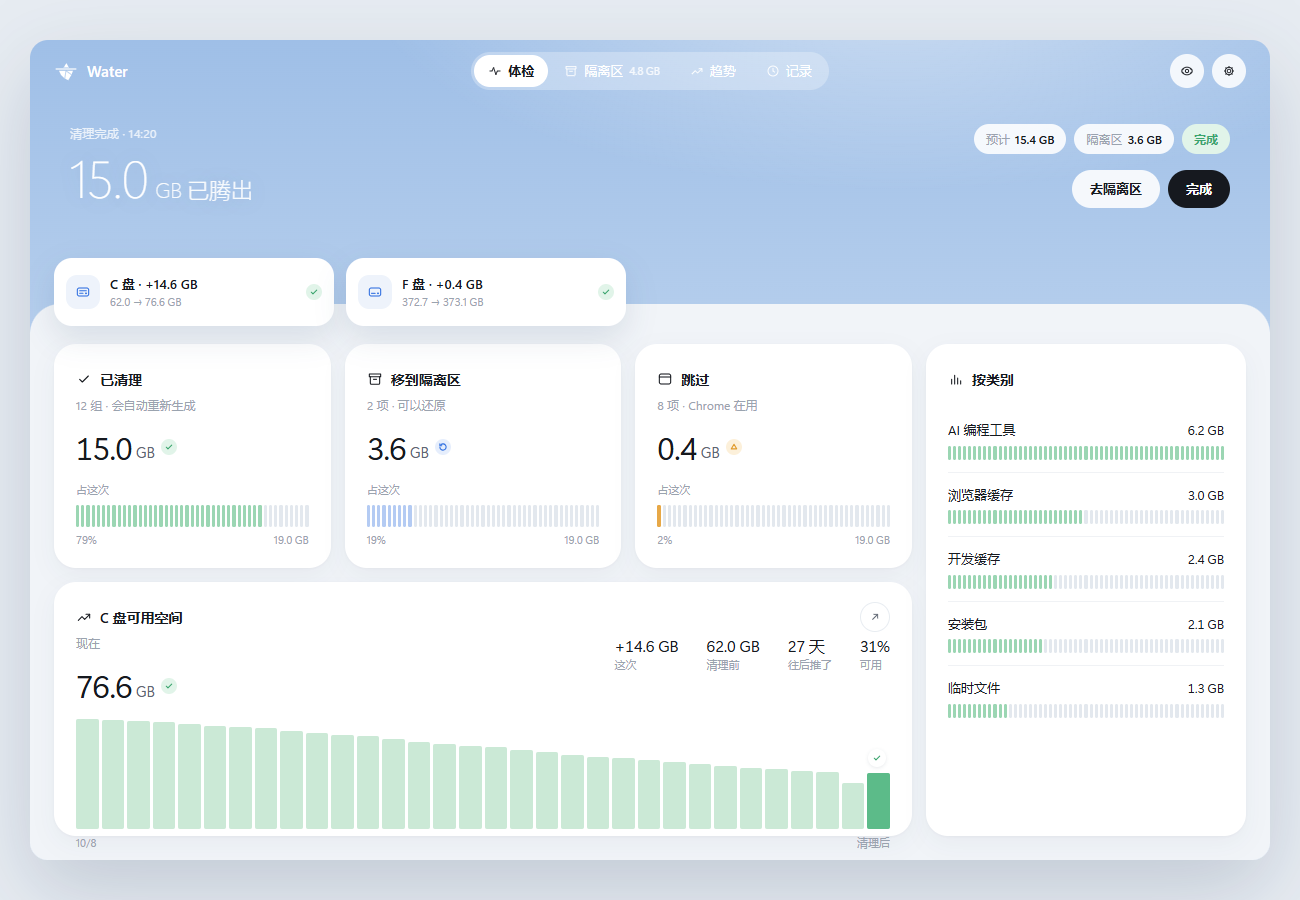 Water
体检
隔离区 4.8 GB
趋势
记录
清理完成 · 14:20
15.0 GB 已腾出
预计 15.4 GB
隔离区 3.6 GB
完成
去隔离区
完成
C 盘 · +14.6 GB
62.0 → 76.6 GB
F 盘 · +0.4 GB
372.7 → 373.1 GB
已清理
12 组 · 会自动重新生成
15.0 GB
占这次
79% 19.0 GB
移到隔离区
2 项 · 可以还原
3.6 GB
占这次
19% 19.0 GB
跳过
8 项 · Chrome 在用
0.4 GB
占这次
2% 19.0 GB
按类别
AI 编程工具 6.2 GB
浏览器缓存 3.0 GB
开发缓存 2.4 GB
安装包 2.1 GB
临时文件 1.3 GB
C 盘可用空间
现在
76.6 GB
+14.6 GB
这次
62.0 GB
清理前
27 天
往后推了
31%
可用
10/8 清理后